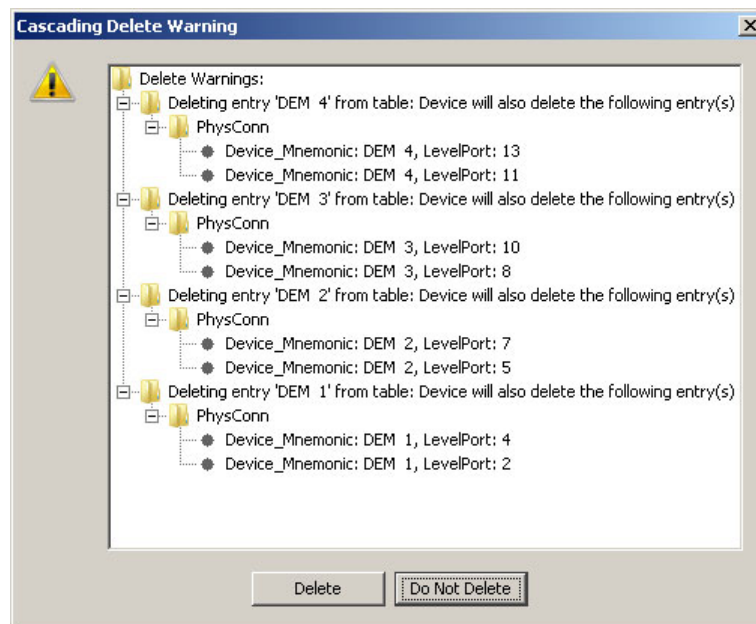 Cascading Delete Warning
Delete Warnings:
Deleting entry 'DEM 4' from table: Device will also delete the following entry(s)
PhysConn
Device_Mnemonic: DEM 4, LevelPort: 13
Device_Mnemonic: DEM 4, LevelPort: 11
Deleting entry 'DEM 3' from table: Device will also delete the following entry(s)
PhysConn
Device_Mnemonic: DEM 3, LevelPort: 10
Device_Mnemonic: DEM 3, LevelPort: 8
Deleting entry 'DEM 2' from table: Device will also delete the following entry(s)
PhysConn
Device_Mnemonic: DEM 2, LevelPort: 7
Device_Mnemonic: DEM 2, LevelPort: 5
Deleting entry 'DEM 1' from table: Device will also delete the following entry(s)
PhysConn
Device_Mnemonic: DEM 1, LevelPort: 4
Device_Mnemonic: DEM 1, LevelPort: 2
Delete
Do Not Delete